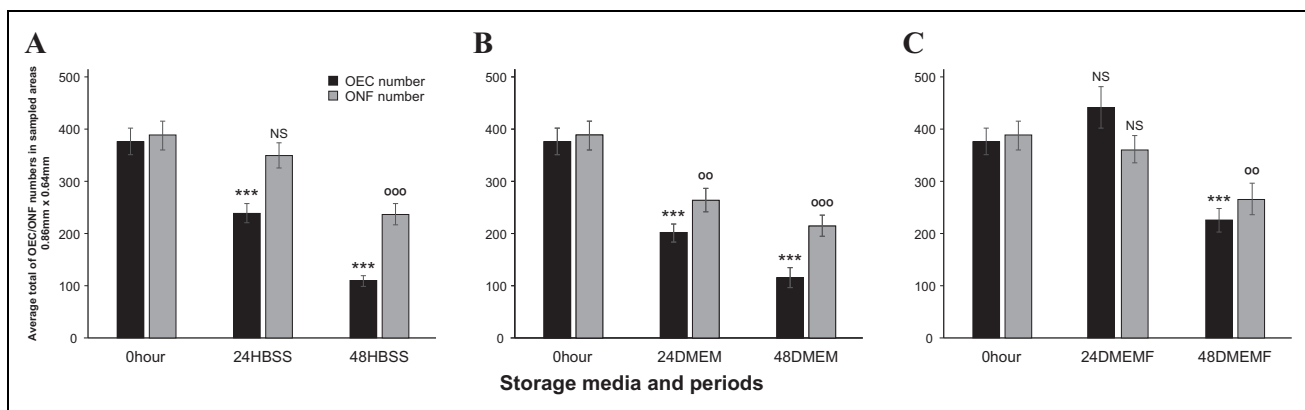 A
Average total of OEC/ONF numbers in sampled areas
0.86mm x 0.64mm
500
400
300
200
100
0
OEC number
ONF number
***
NS
***
ooo
0hour
24HBSS
48HBSS
B
500
400
300
200
100
0
***
oo
***
ooo
0hour
24DMEM
48DMEM
C
500
400
300
200
100
0
NS
NS
***
oo
0hour
24DMEMF
48DMEMF
Storage media and periods